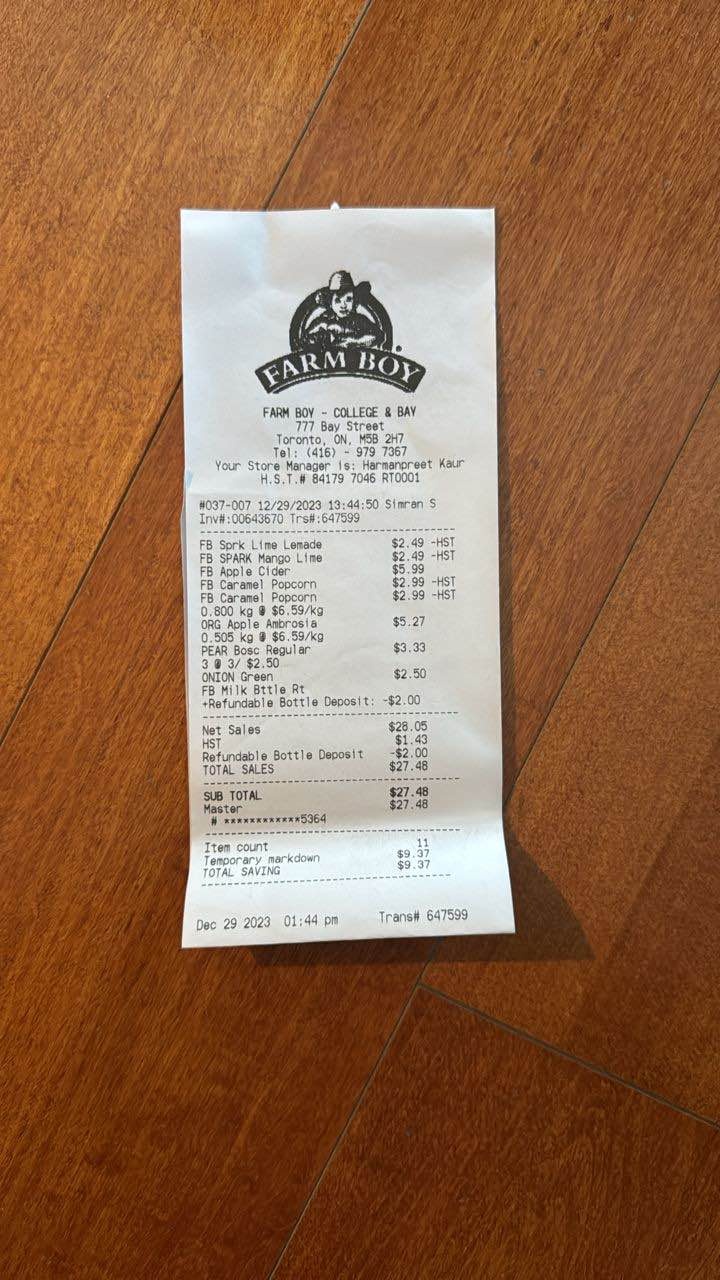 FARM BOY
FARM BOY - COLLEGE & BAY
777 Bay Street
Toronto, ON, M5B 2H7
Tel: (416) - 979 7367
Your Store Manager is: Harmanpreet Kaur
H.S.T.# 84179 7046 RT0001
#037-007 12/29/2023 13:44:50 Simran S
Inv#:00643670 Trs#:647599
FB Sprk Lime Lemade $2.49 -HST
FB SPARK Mango Lime $2.49 -HST
FB Apple Cider $5.99
FB Caramel Popcorn $2.99 -HST
FB Caramel Popcorn $2.99 -HST
0.800 kg @ $6.59/kg
ORG Apple Ambrosia $5.27
0.505 kg @ $6.59/kg
PEAR Bosc Regular $3.33
3 @ 3/ $2.50
ONION Green $2.50
FB Milk Bttle Rt
+Refundable Bottle Deposit: -$2.00
Net Sales $28.05
HST $1.43
Refundable Bottle Deposit -$2.00
TOTAL SALES $27.48
SUB TOTAL $27.48
Master $27.48
# ************5364
Item count 11
Temporary markdown $9.37
TOTAL SAVING $9.37
Dec 29 2023 01:44 pm Trans# 647599